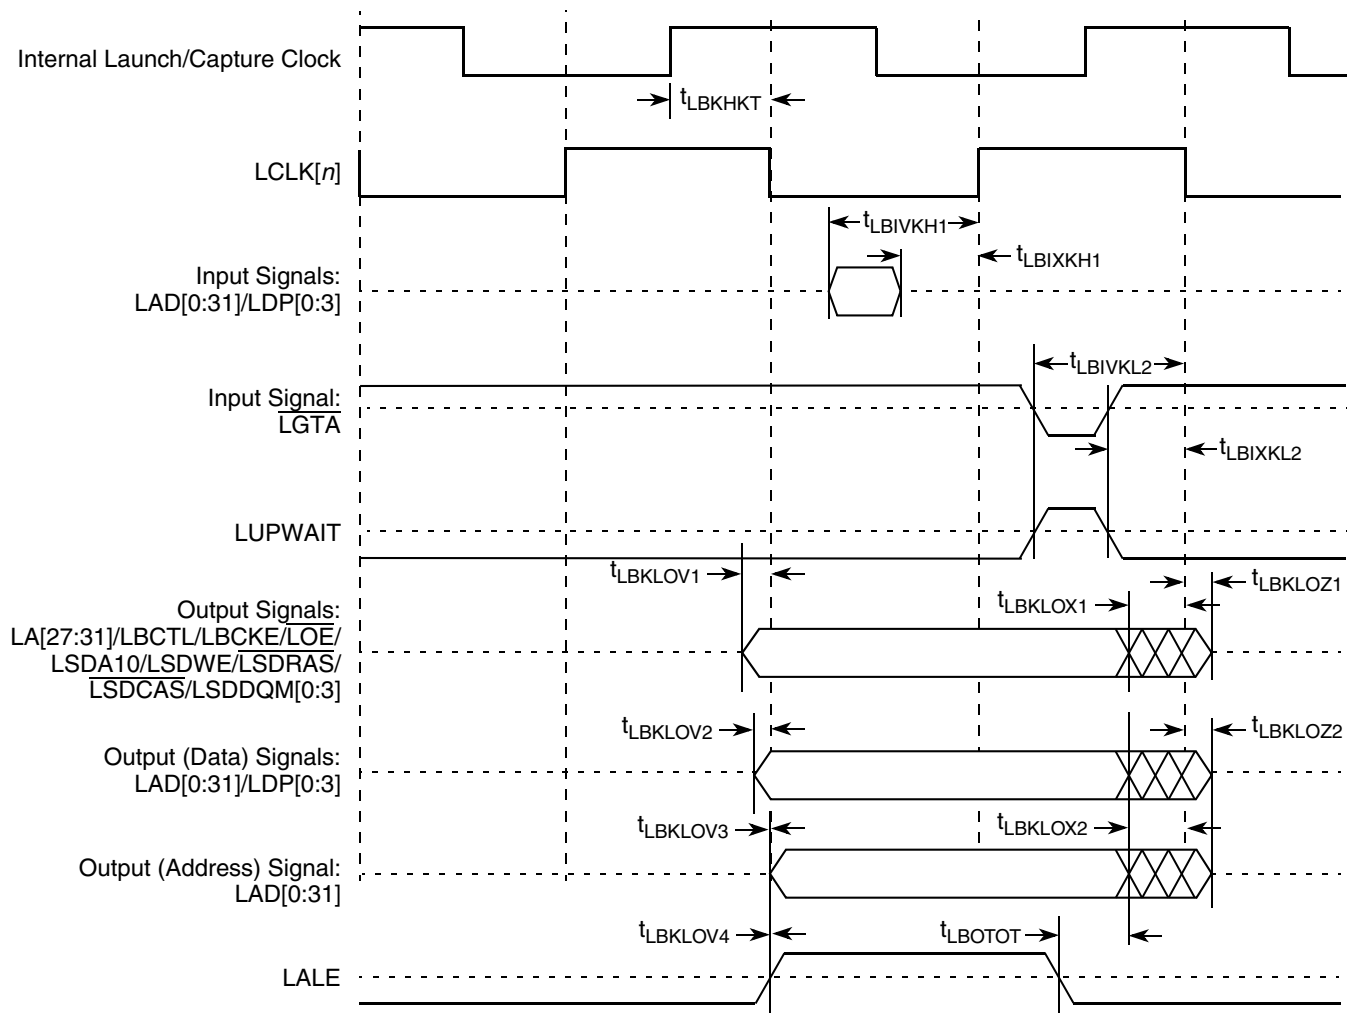 Internal Launch/Capture Clock
tLBKHKT
LCLK[n]
tLBIVKH1
tLBIXKH1
Input Signals:
LAD[0:31]/LDP[0:3]
tLBIVKL2
Input Signal:
LGTA
tLBIXKL2
LUPWAIT
tLBKLOV1
tLBKLOZ1
tLBKLOX1
Output Signals:
LA[27:31]/LBCTL/LBCKE/LOE/
LSDA10/LSDWE/LSDRAS/
LSDCAS/LSDDQM[0:3]
tLBKLOV2
tLBKLOZ2
Output (Data) Signals:
LAD[0:31]/LDP[0:3]
tLBKLOV3
tLBKLOX2
Output (Address) Signal:
LAD[0:31]
tLBKLOV4
tLBOTOT
LALE